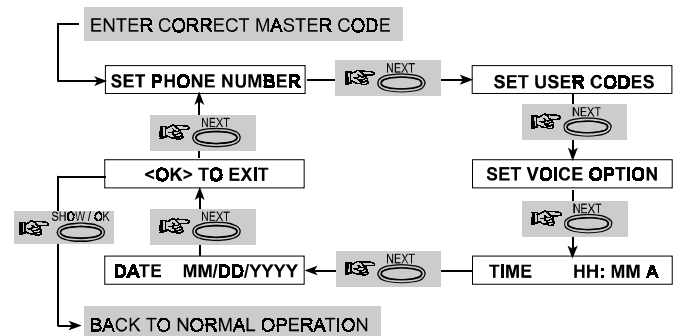 ENTER CORRECT MASTER CODE
SET PHONE NUMBER
NEXT
SET USER CODES
NEXT
NEXT
<OK> TO EXIT
SET VOICE OPTION
SHOW / OK
NEXT
NEXT
DATE MM/DD/YYYY
NEXT
TIME HH: MM A
BACK TO NORMAL OPERATION